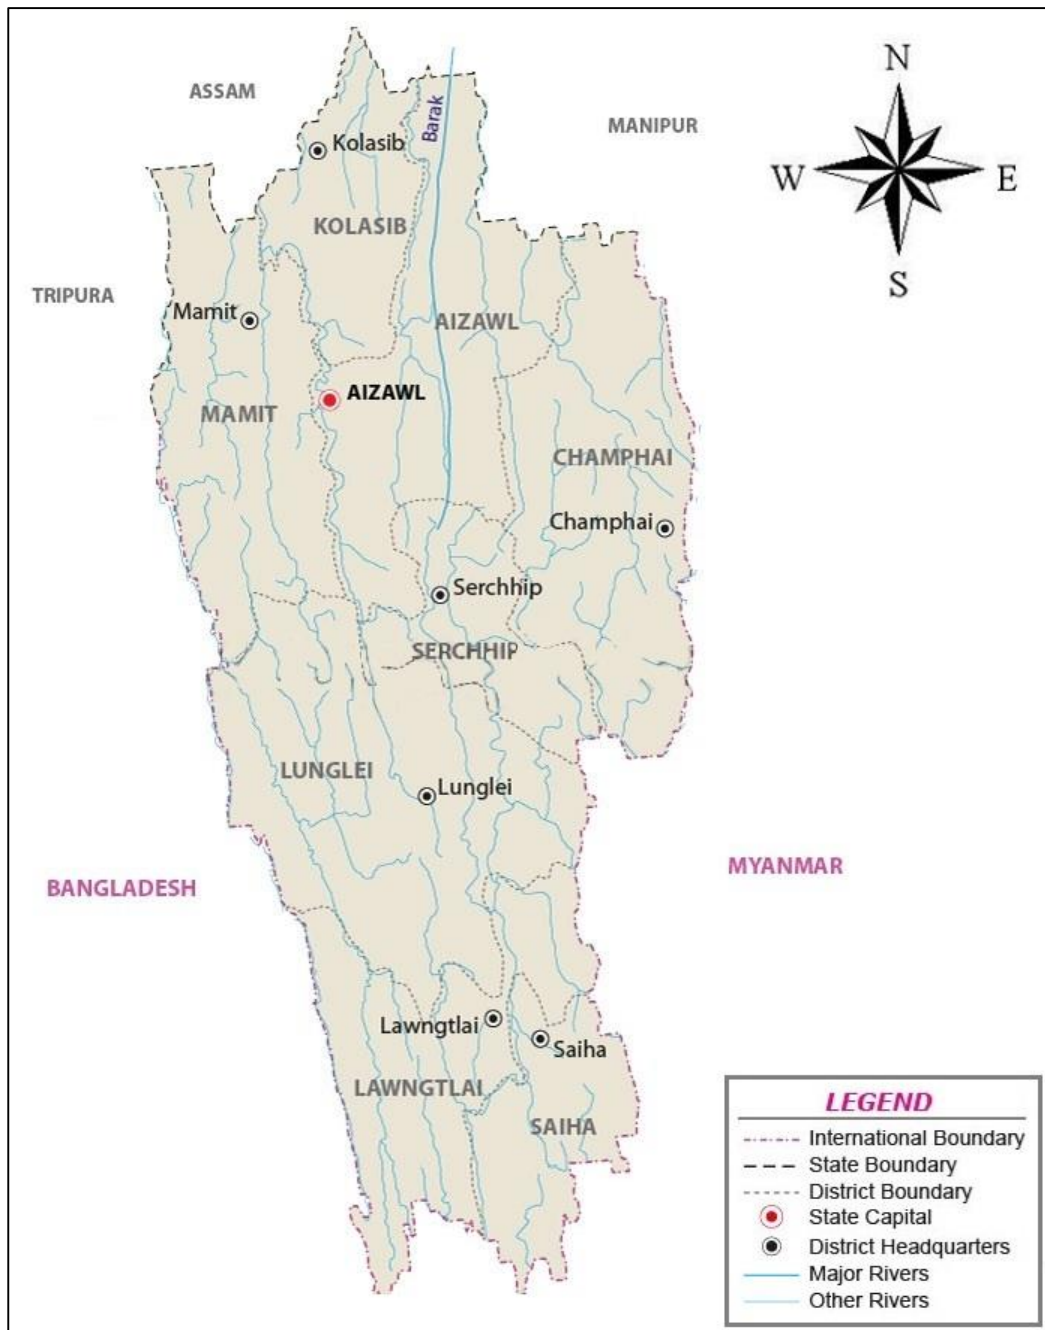 N
ASSAM
Barak
MANIPUR
Kolasib
W
E
KOLASIB
S
TRIPURA
Mamit
AIZAWL
AIZAWL
MAMIT
CHAMPHAI
Champhai
Serchhip
SERCHHIP
LUNGLEI
Lunglei
MYANMAR
BANGLADESH
Lawngtlai
Saiha
LAWNGTLAI
SAIHA
LEGEND
International Boundary
State Boundary
District Boundary
State Capital
District Headquarters
Major Rivers
Other Rivers